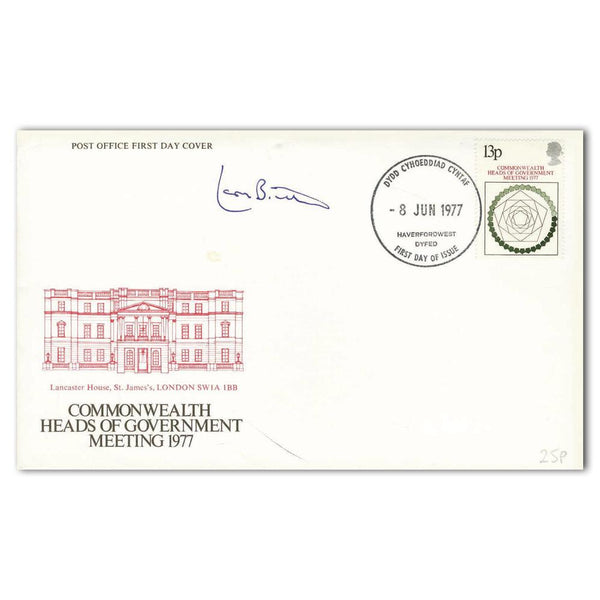 POST OFFICE FIRST DAY COVER
DYDD CYHOEDDIAD CYNTAF
- 8 JUN 1977
HAVERFORDWEST
DYFED
FIRST DAY OF ISSUE
13p
COMMONWEALTH
HEADS OF GOVERNMENT
MEETING 1977
Lancaster House, St. James's, LONDON SW1A 1BB
COMMONWEALTH
HEADS OF GOVERNMENT
MEETING 1977
25p